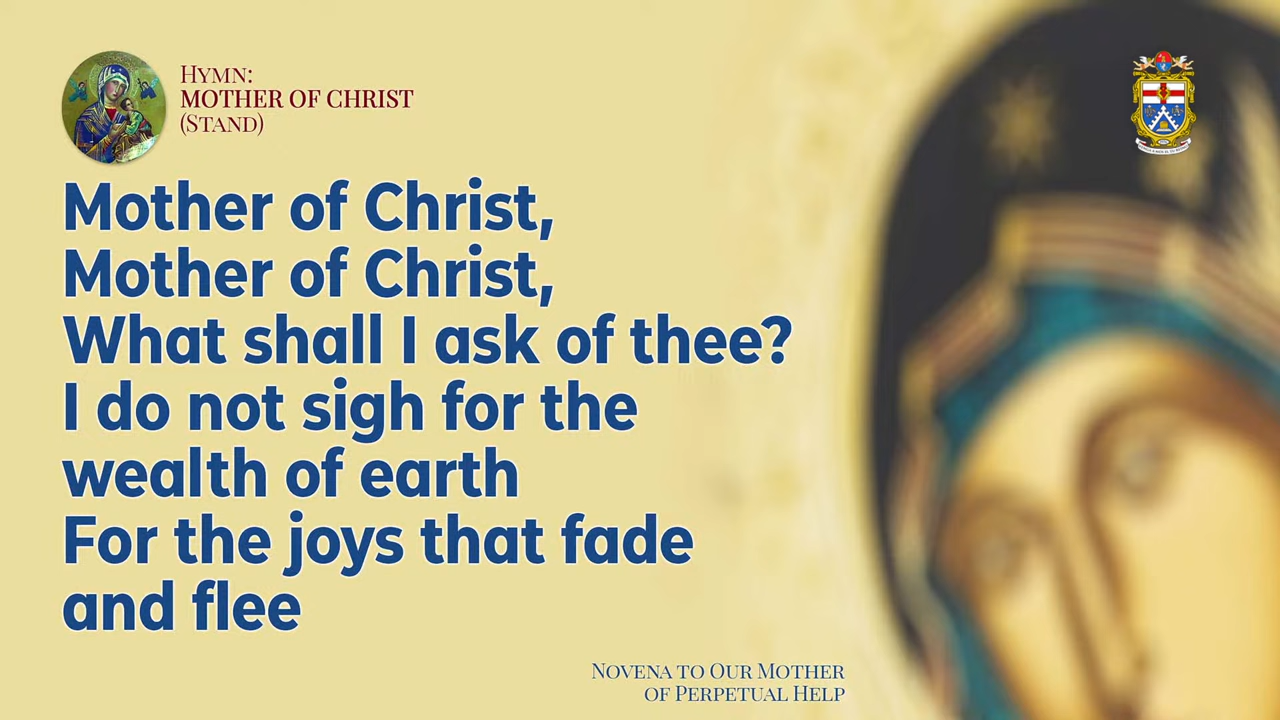 HYMN:
MOTHER OF CHRIST
(STAND)
Mother of Christ,
Mother of Christ,
What shall I ask of thee?
I do not sigh for the
wealth of earth
For the joys that fade
and flee
NOVENA TO OUR MOTHER
OF PERPETUAL HELP